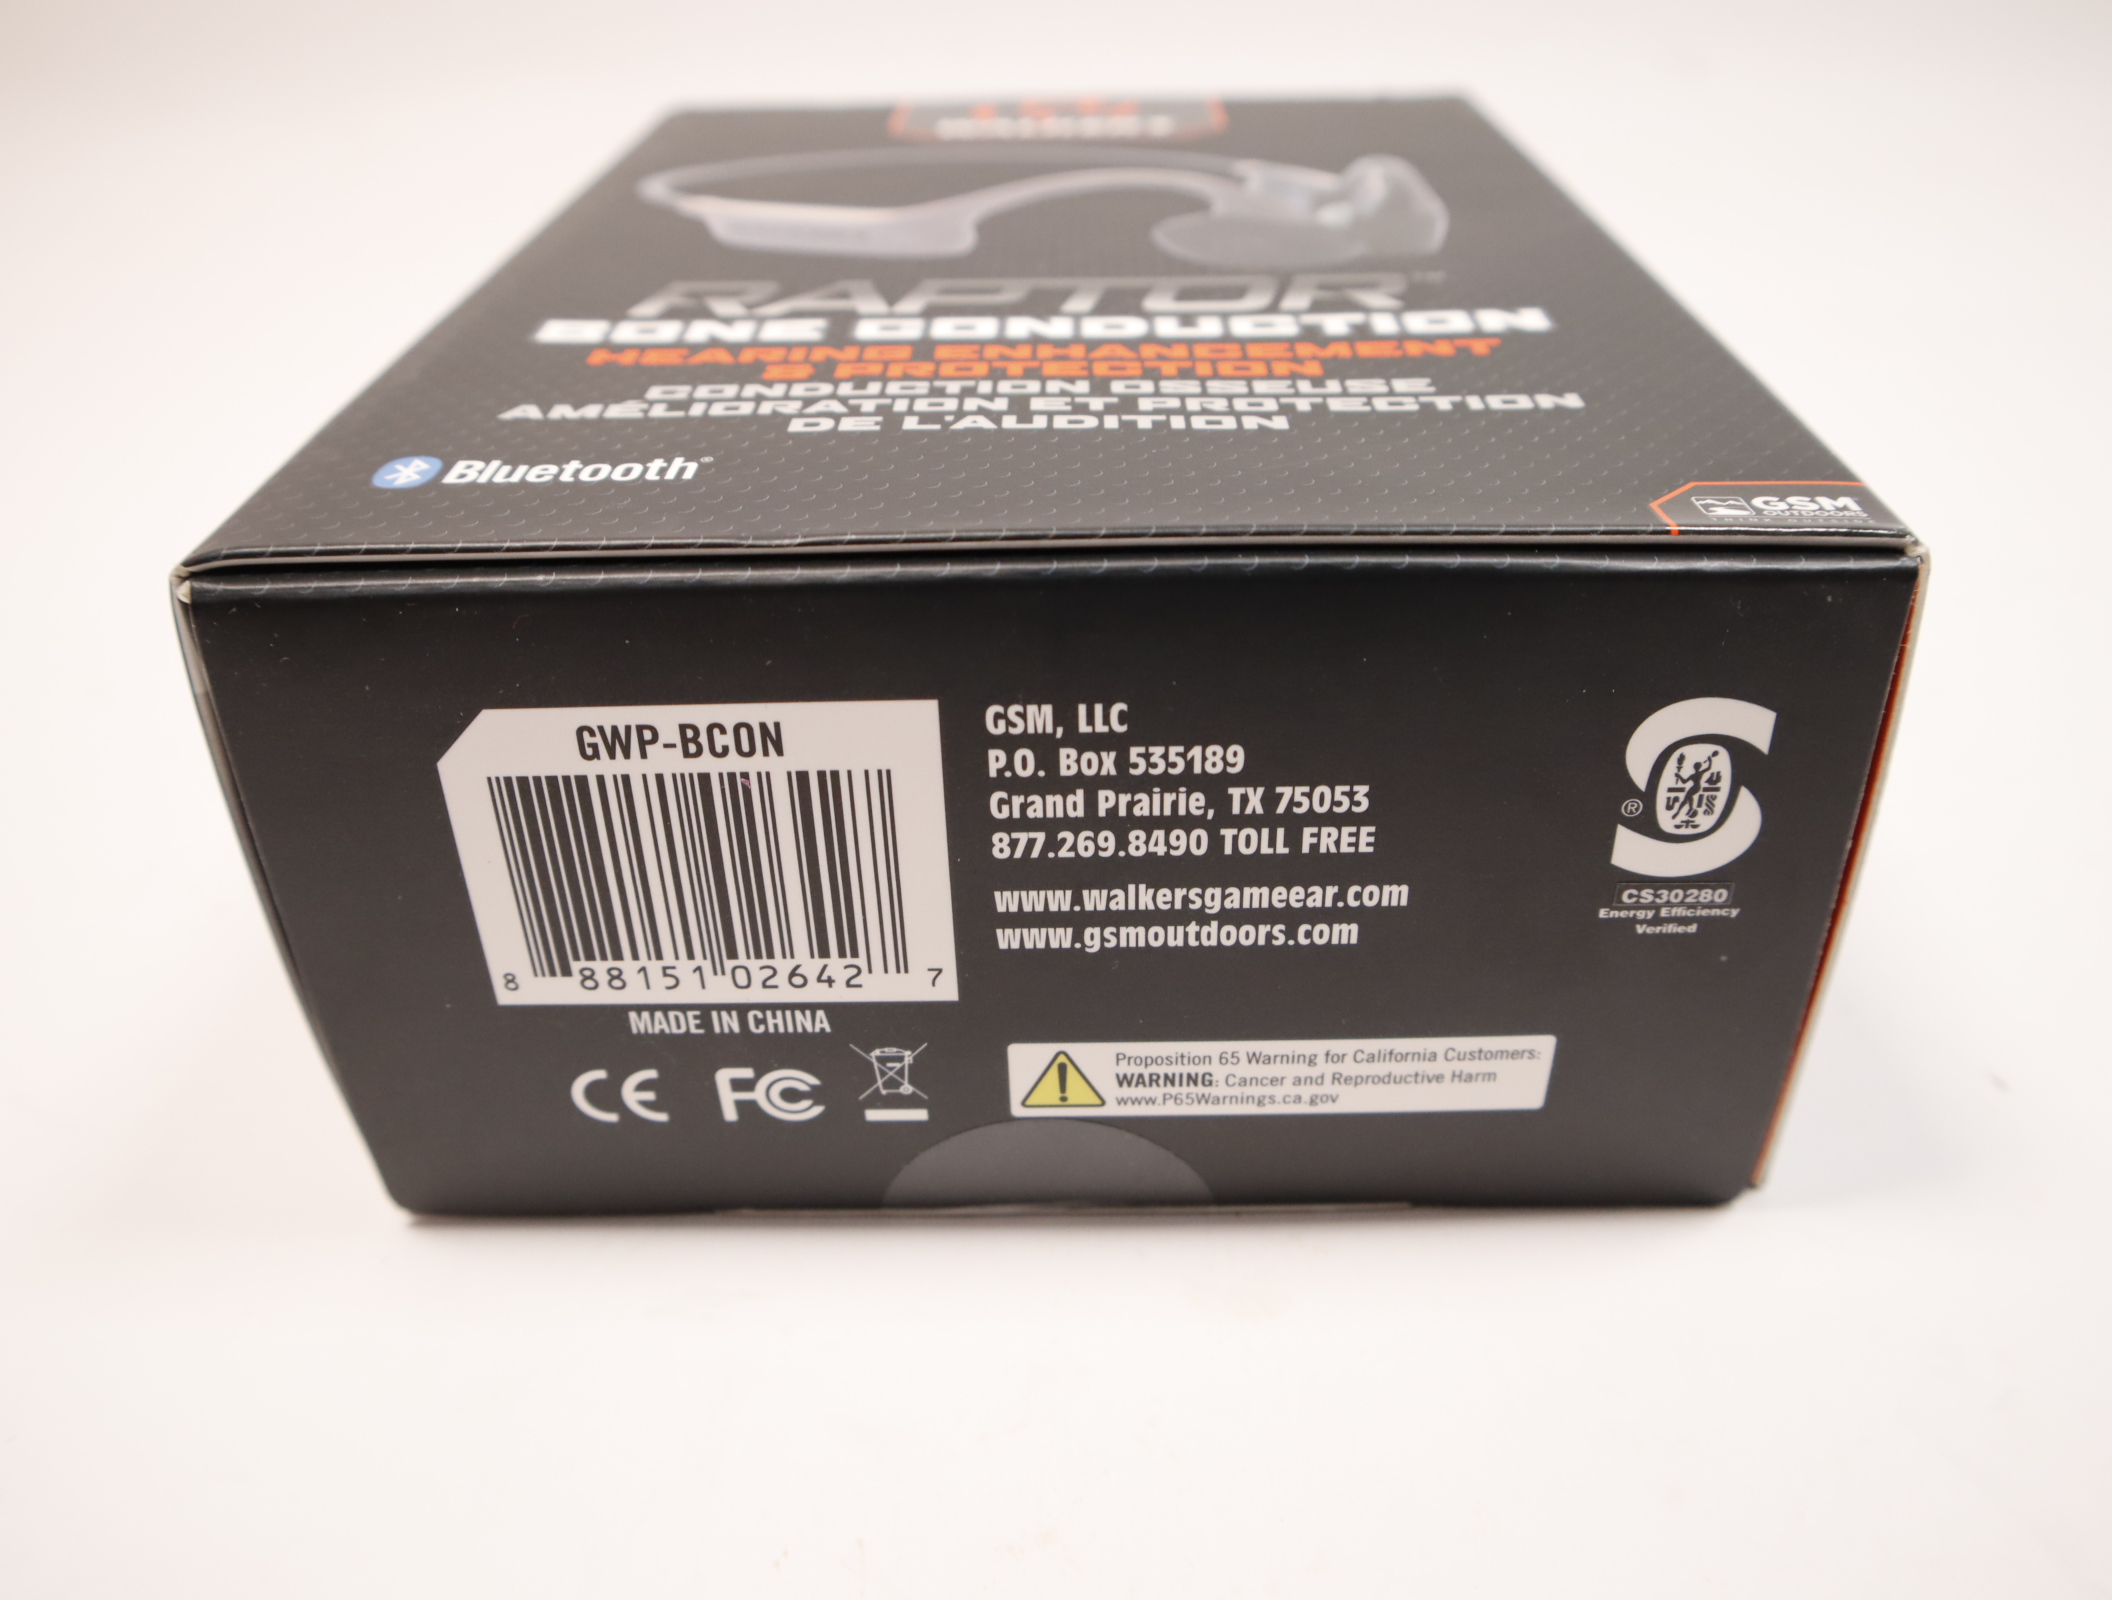 RAPTOR™
BONE CONDUCTION
HEARING ENHANCEMENT
& PROTECTION
CONDUCTION OSSEUSE
AMÉLIORATION ET PROTECTION
DE L'AUDITION
Bluetooth®
GSM
OUTDOORS
GWP-BCON
8 88151 02642 7
MADE IN CHINA
CE FC
GSM, LLC
P.O. Box 535189
Grand Prairie, TX 75053
877.269.8490 TOLL FREE
www.walkersgameear.com
www.gsmoutdoors.com
Proposition 65 Warning for California Customers:
WARNING: Cancer and Reproductive Harm
www.P65Warnings.ca.gov
®
CS30280
Energy Efficiency
Verified